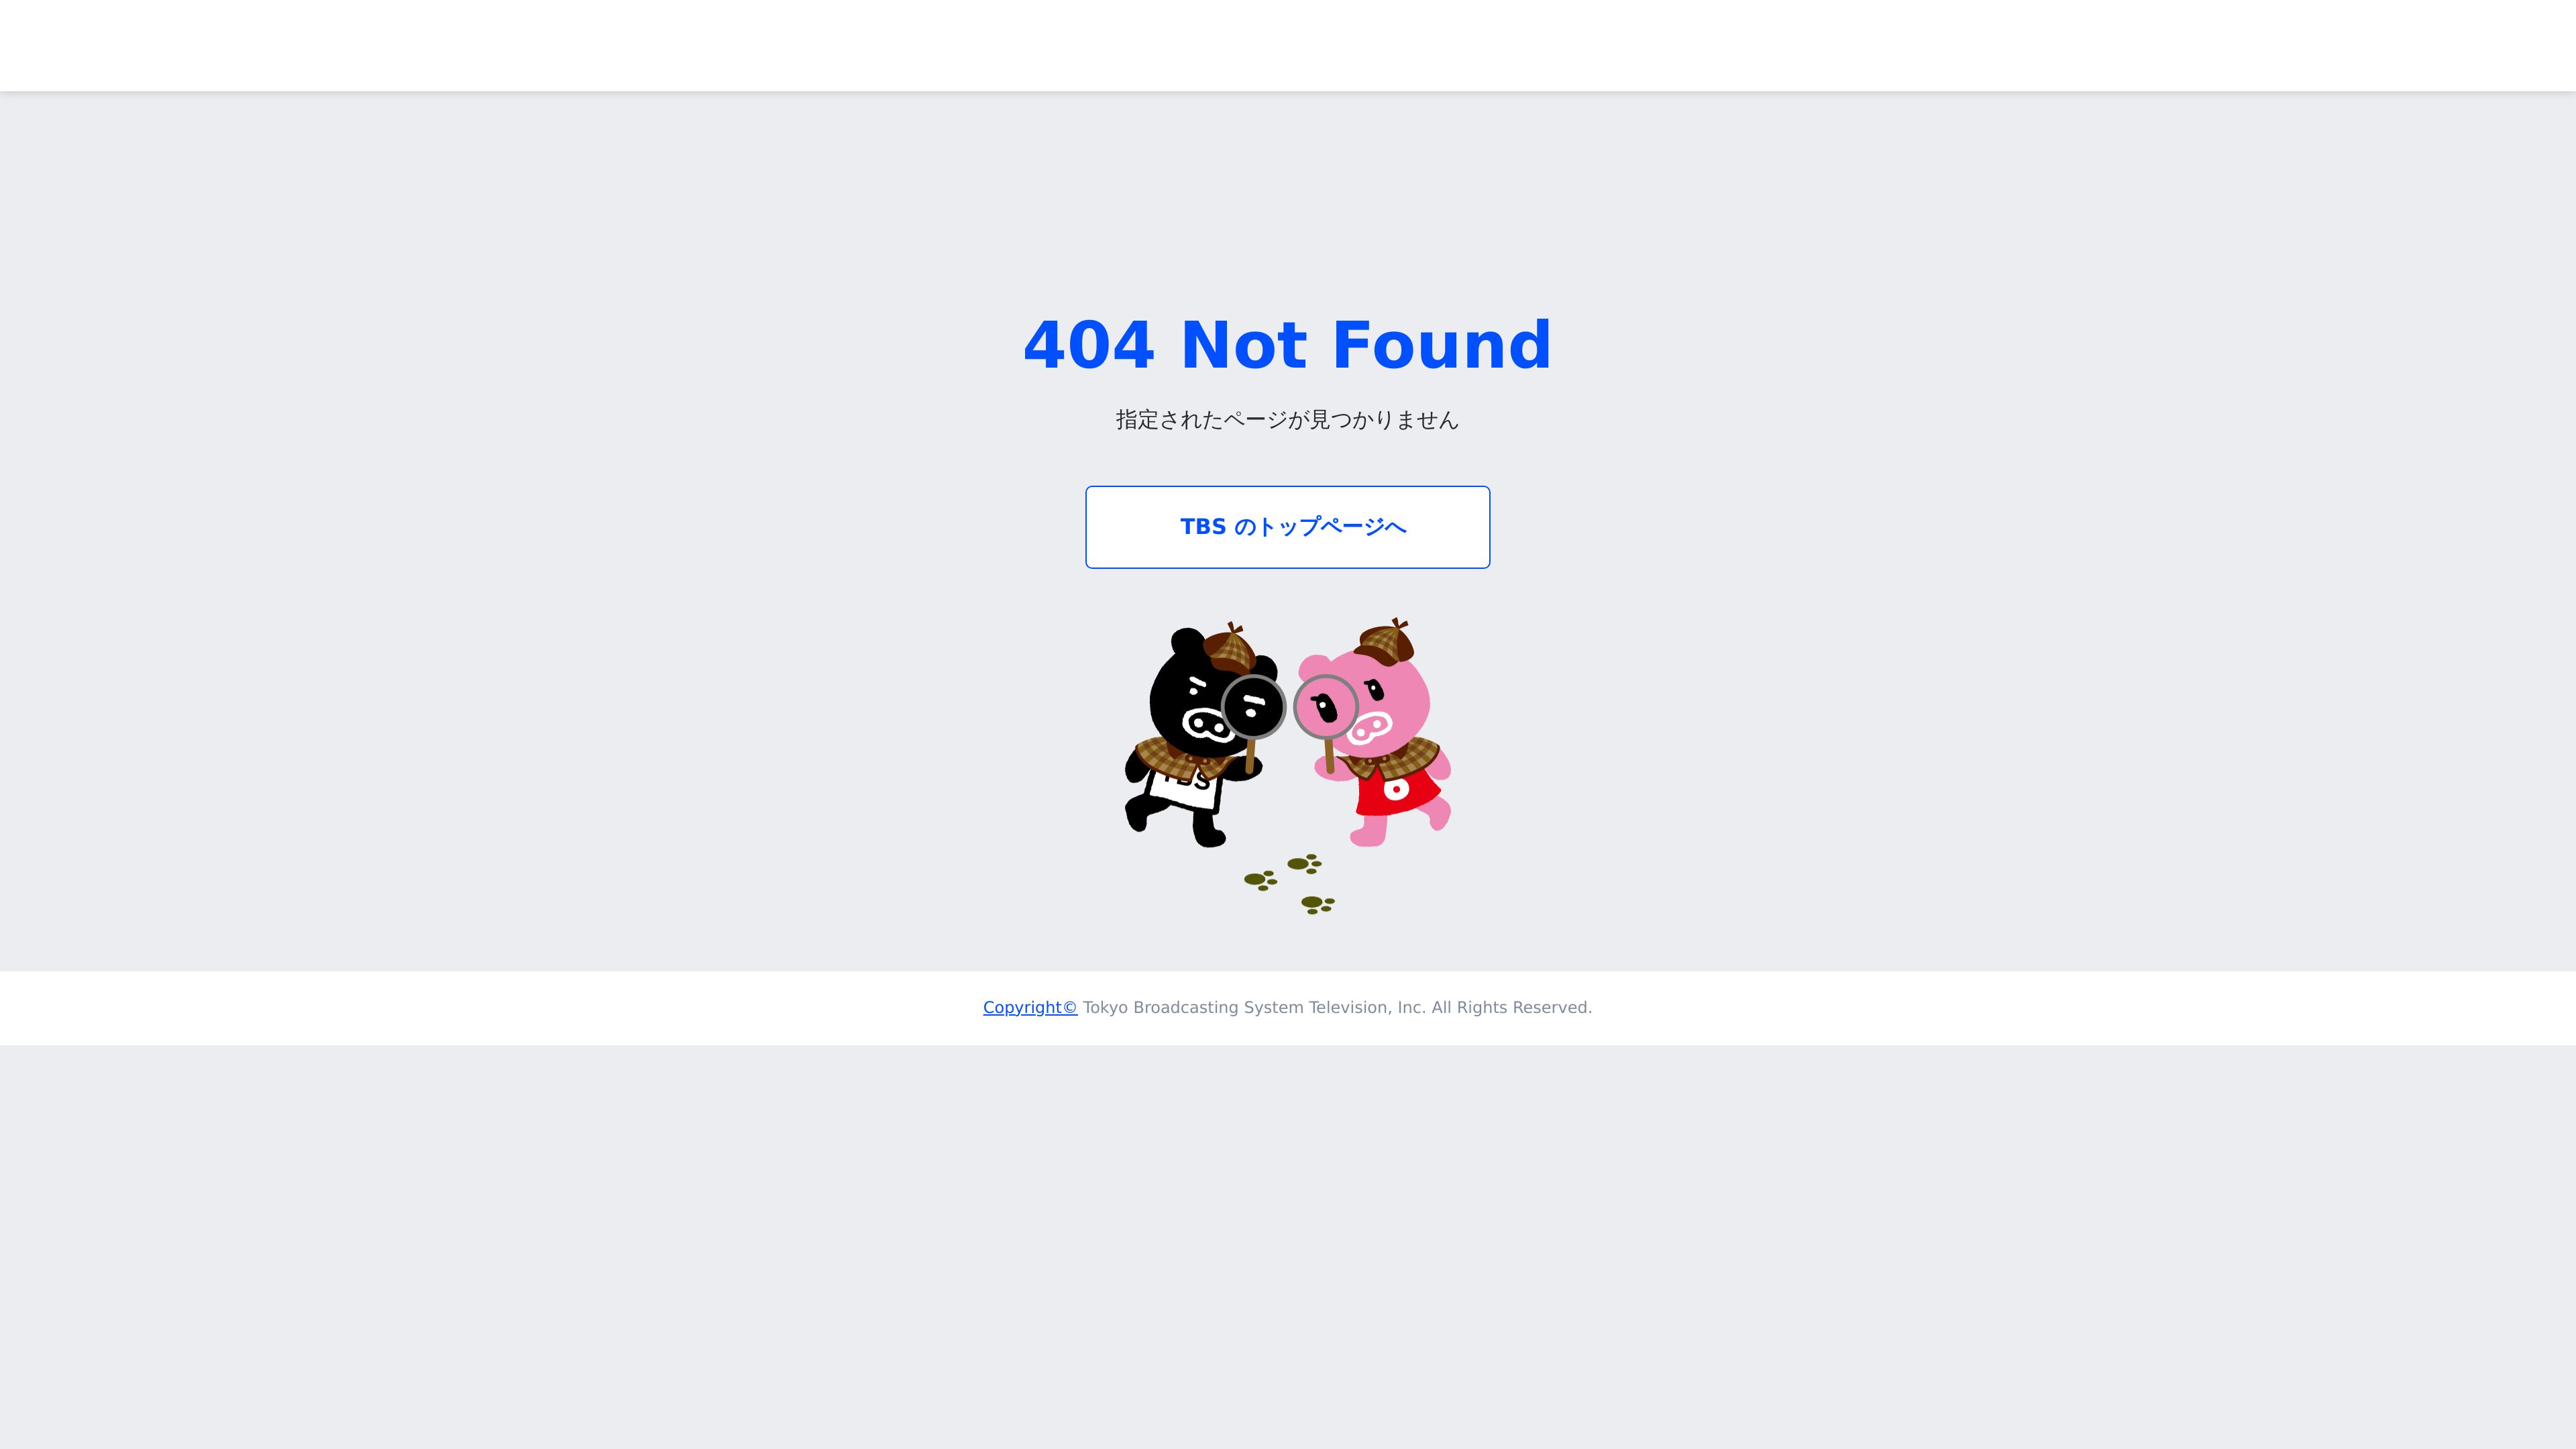 404 Not Found
指定されたページが見つかりません
TBS のトップページへ
TBS
Copyright© Tokyo Broadcasting System Television, Inc. All Rights Reserved.